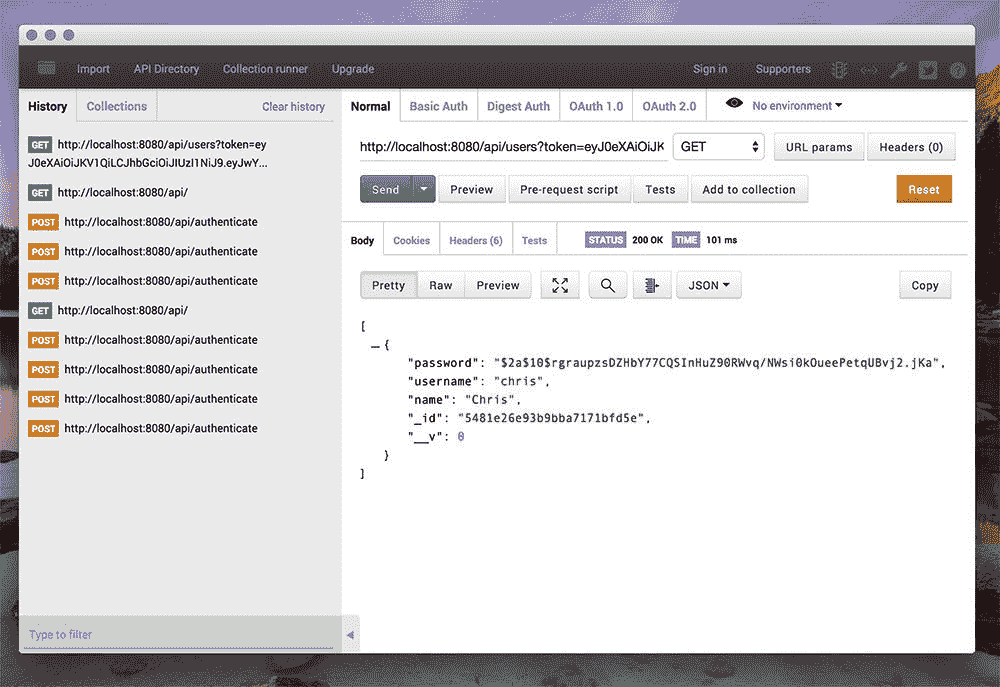 Import API Directory Collection runner Upgrade Sign in Supporters
History Collections Clear history
GET http://localhost:8080/api/users?token=ey
J0eXAiOiJKV1QiLCJhbGciOiJIUzI1NiJ9.eyJwY...
GET http://localhost:8080/api/
POST http://localhost:8080/api/authenticate
POST http://localhost:8080/api/authenticate
POST http://localhost:8080/api/authenticate
GET http://localhost:8080/api/
POST http://localhost:8080/api/authenticate
POST http://localhost:8080/api/authenticate
POST http://localhost:8080/api/authenticate
POST http://localhost:8080/api/authenticate
Type to filter
Normal Basic Auth Digest Auth OAuth 1.0 OAuth 2.0 No environment
http://localhost:8080/api/users?token=eyJ0eXAiOiJK GET URL params Headers (0)
Send Preview Pre-request script Tests Add to collection Reset
Body Cookies Headers (6) Tests STATUS 200 OK TIME 101 ms
Pretty Raw Preview JSON Copy
[
{
"password": "$2a$10$rgraupzsDZHbY77CQSInHuZ90RWvq/NWsi0kOueePetqUBvj2.jKa",
"username": "chris",
"name": "Chris",
"_id": "5481e26e93b9bba7171bfd5e",
"__v": 0
}
]